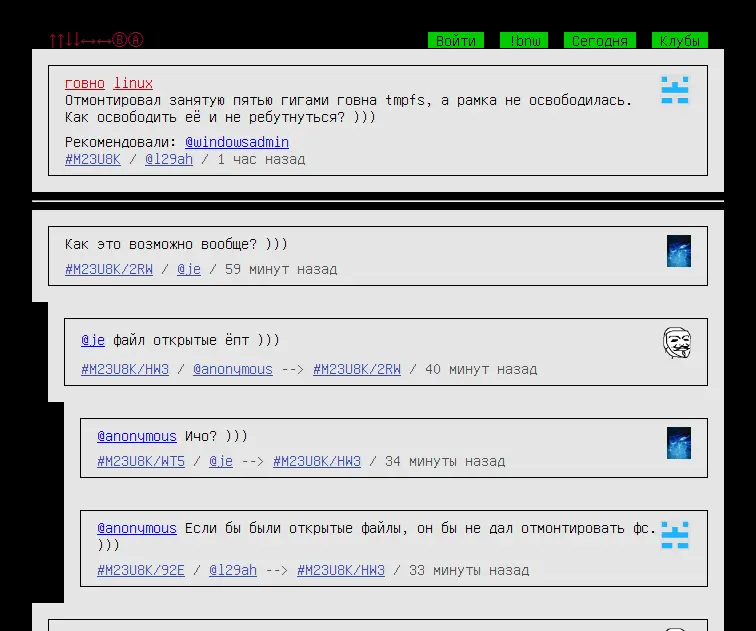 ↑↑↓↓←→←→ⒷⒶ Войти !bnw Сегодня Клубы
говно linux
Отмонтировал занятую пятью гигами говна tmpfs, а рамка не освободилась.
Как освободить её и не ребутнуться? )))
Рекомендовали: @windowsadmin
#M23U8K / @l29ah / 1 час назад
Как это возможно вообще? )))
#M23U8K/2RW / @je / 59 минут назад
@je файл открытые ёпт )))
#M23U8K/HW3 / @anonymous --> #M23U8K/2RW / 40 минут назад
@anonymous Ичо? )))
#M23U8K/WT5 / @je --> #M23U8K/HW3 / 34 минуты назад
@anonymous Если бы были открытые файлы, он бы не дал отмонтировать фс.
)))
#M23U8K/92E / @l29ah --> #M23U8K/HW3 / 33 минуты назад